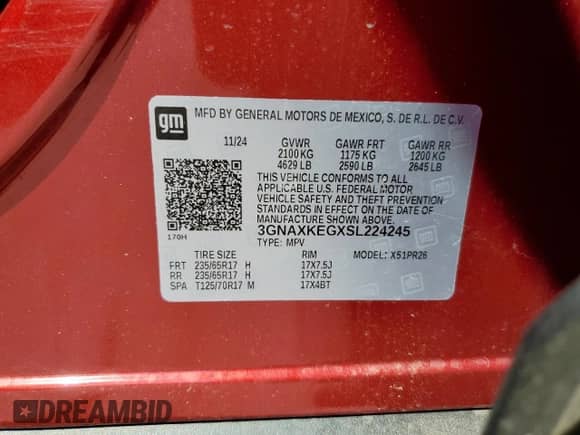 gm
MFD BY GENERAL MOTORS DE MEXICO, S. DE R.L. DE C.V.
11/24 GVWR GAWR FRT GAWR RR
2100 KG 1175 KG 1200 KG
4629 LB 2590 LB 2645 LB
THIS VEHICLE CONFORMS TO ALL
APPLICABLE U.S. FEDERAL MOTOR
VEHICLE SAFETY AND THEFT PREVENTION
STANDARDS IN EFFECT ON THE DATE OF
MANUFACTURE SHOWN ABOVE.
3GNAXKEGXSL224245
TYPE: MPV
170H
TIRE SIZE RIM MODEL: X51PR26
FRT 235/65R17 H 17X7.5J
RR 235/65R17 H 17X7.5J
SPA T125/70R17 M 17X4BT
DREAMBID